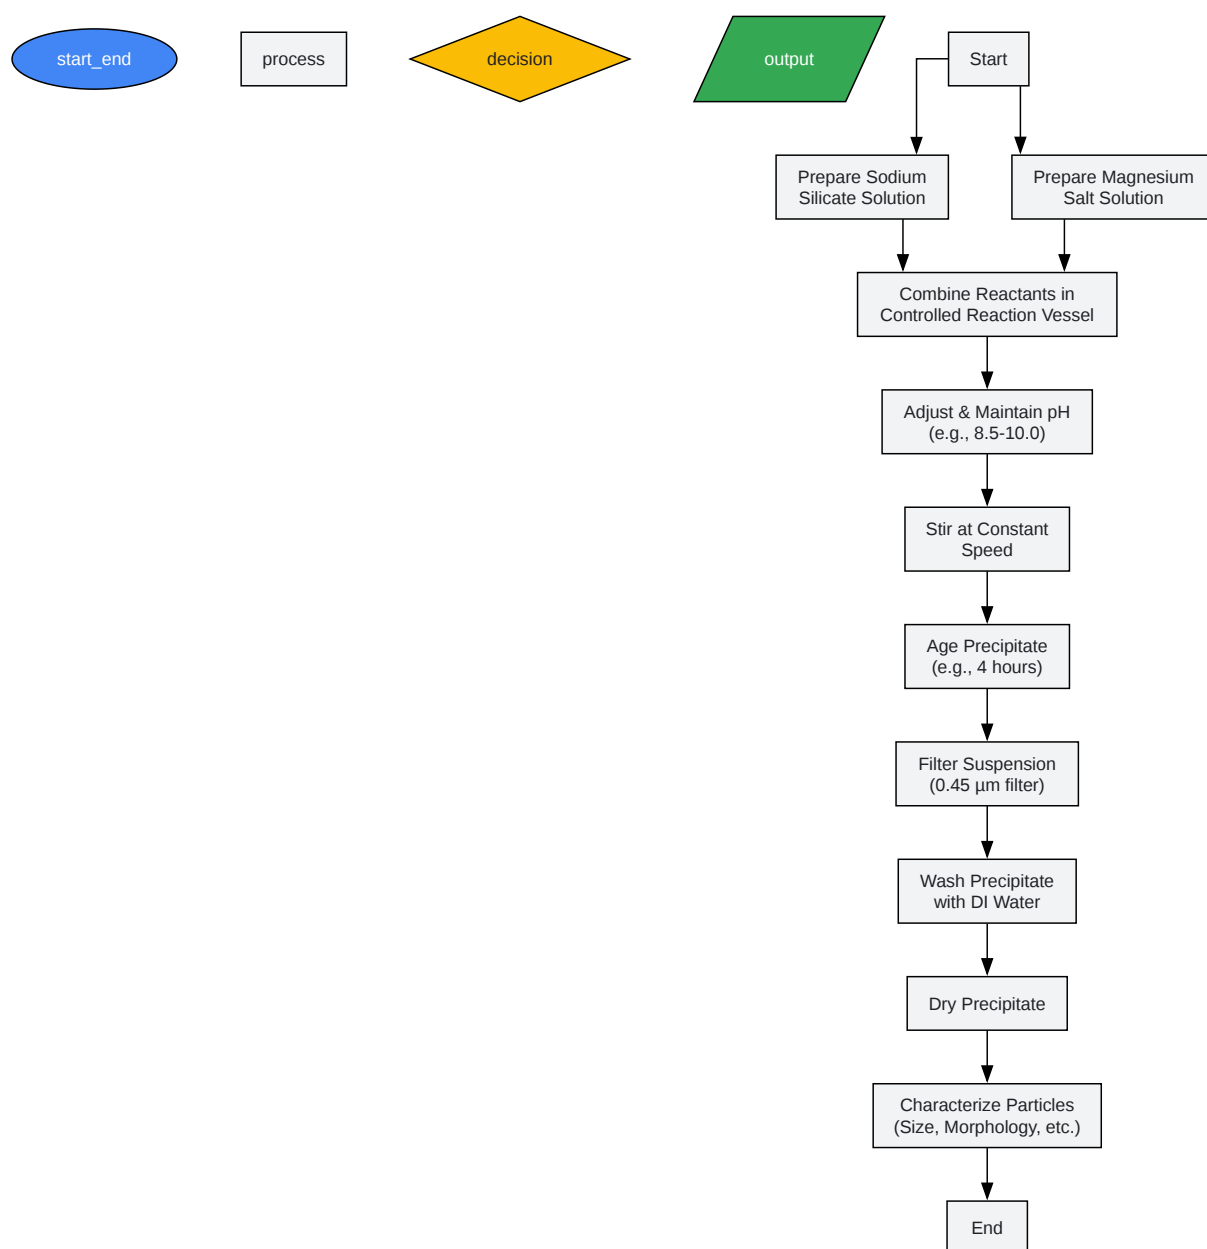 start_end
process
decision
output
Start
Prepare Sodium
Silicate Solution
Prepare Magnesium
Salt Solution
Combine Reactants in
Controlled Reaction Vessel
Adjust & Maintain pH
(e.g., 8.5-10.0)
Stir at Constant
Speed
Age Precipitate
(e.g., 4 hours)
Filter Suspension
(0.45 µm filter)
Wash Precipitate
with DI Water
Dry Precipitate
Characterize Particles
(Size, Morphology, etc.)
End